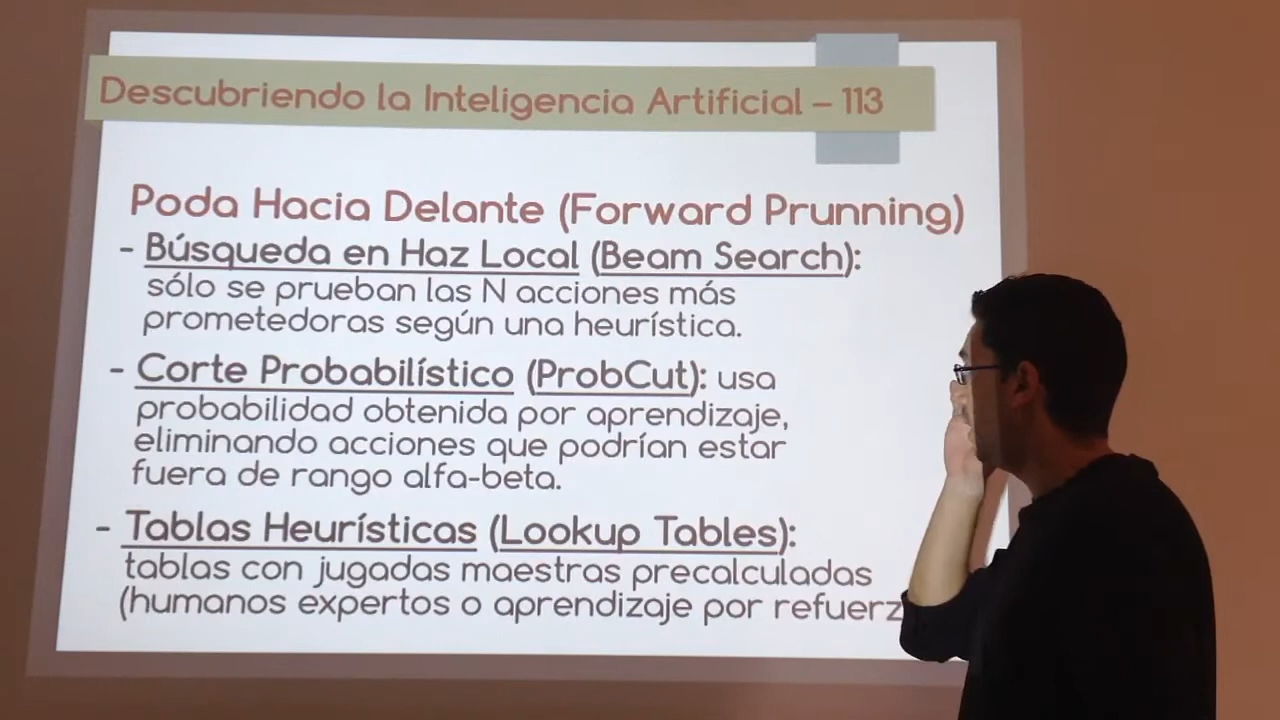 Descubriendo la Inteligencia Artificial – 113
Poda Hacia Delante (Forward Prunning)
- Búsqueda en Haz Local (Beam Search):
sólo se prueban las N acciones más
prometedoras según una heurística.
- Corte Probabilístico (ProbCut): usa
probabilidad obtenida por aprendizaje,
eliminando acciones que podrían estar
fuera de rango alfa-beta.
- Tablas Heurísticas (Lookup Tables):
tablas con jugadas maestras precalculadas
(humanos expertos o aprendizaje por refuerz